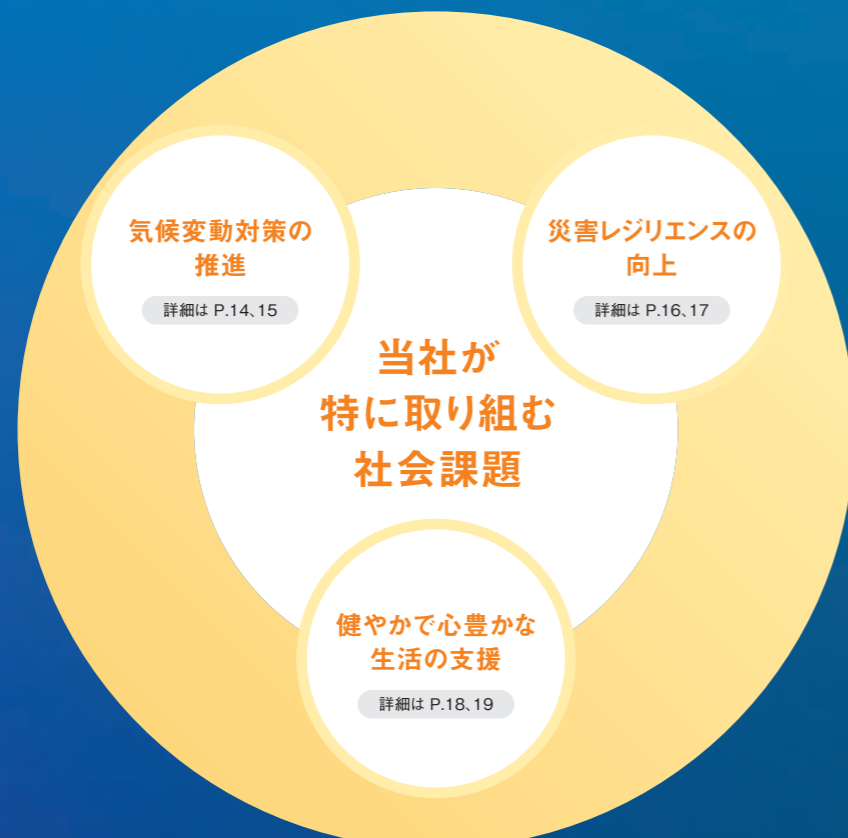 気候変動対策の
推進
詳細は P.14、15
災害レジリエンスの
向上
詳細は P.16、17
当社が
特に取り組む
社会課題
健やかで心豊かな
生活の支援
詳細は P.18、19